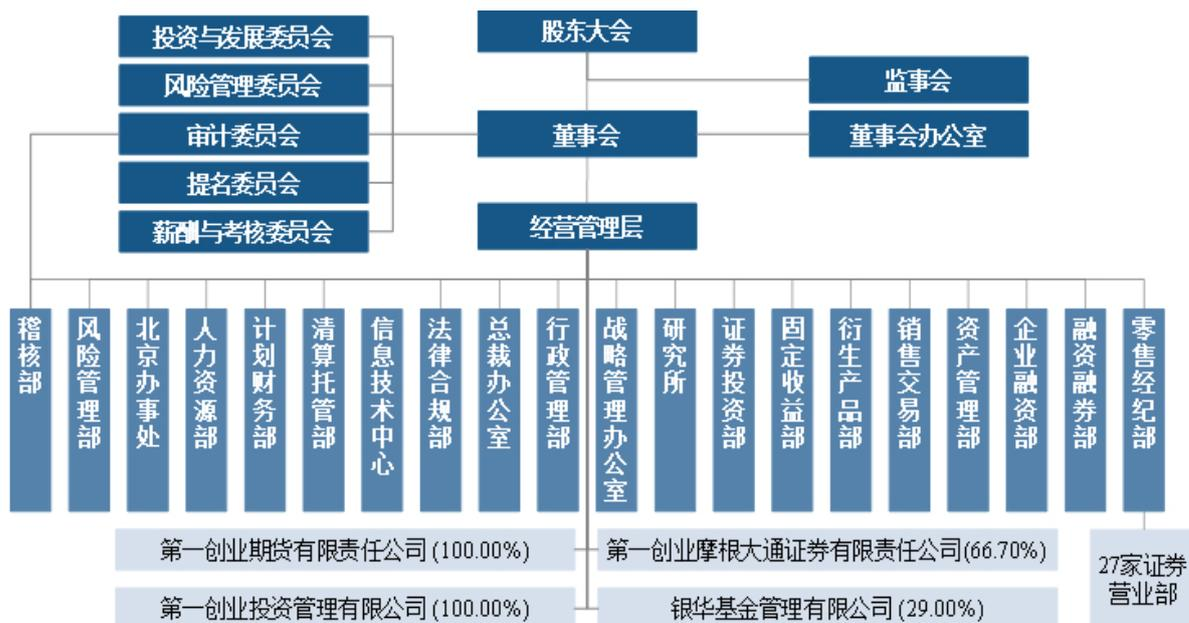 投资与发展委员会
风险管理委员会
审计委员会
提名委员会
薪酬与考核委员会
股东大会
监事会
董事会
董事会办公室
经营管理层
稽核部
风险管理部
北京办事处
人力资源部
计划财务部
清算托管部
信息技术中心
法律合规部
总裁办公室
行政管理部
战略管理办公室
研究所
证券投资部
固定收益部
衍生产品部
销售交易部
资产管理部
企业融资部
融资融券部
零售经纪部
第一创业期货有限责任公司(100.00%)
第一创业摩根大通证券有限责任公司(66.70%)
第一创业投资管理有限公司(100.00%)
银华基金管理有限公司(29.00%)
27家证券
营业部